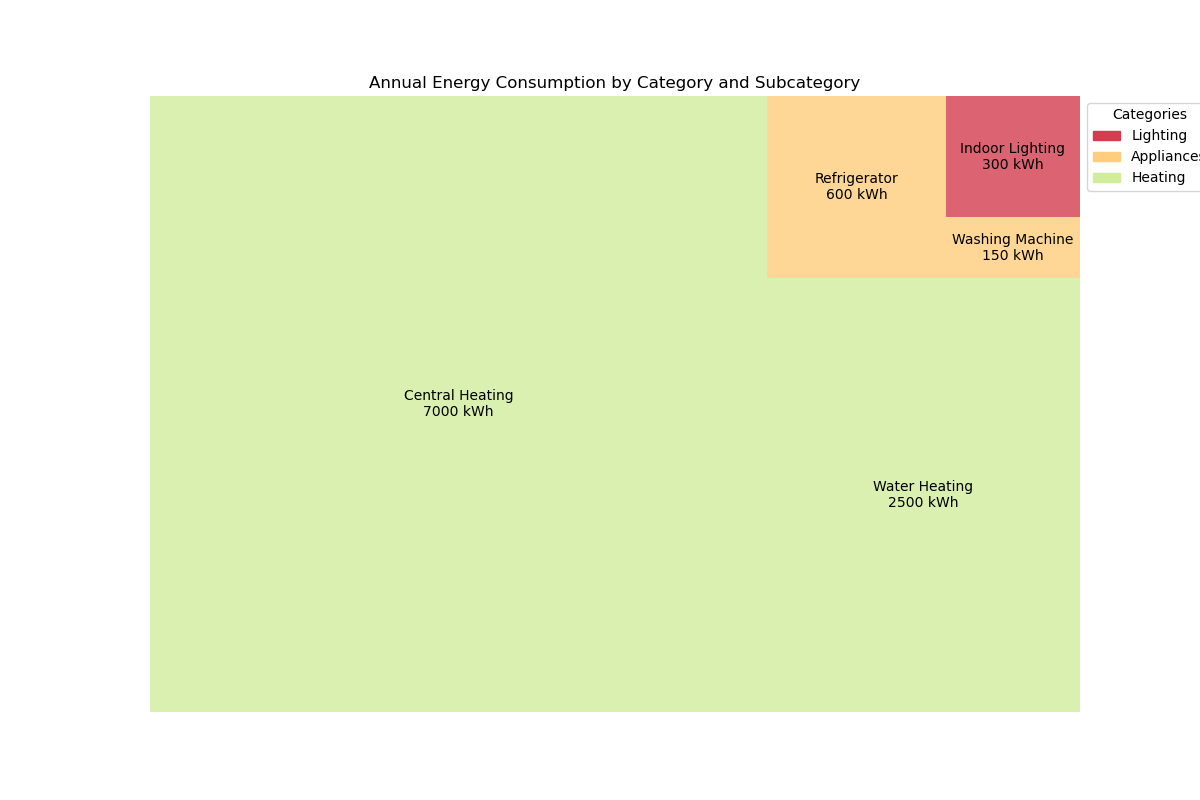 Annual Energy Consumption by Category and Subcategory
Central Heating
7000 kWh
Refrigerator
600 kWh
Indoor Lighting
300 kWh
Washing Machine
150 kWh
Water Heating
2500 kWh
Categories
Lighting
Appliances
Heating